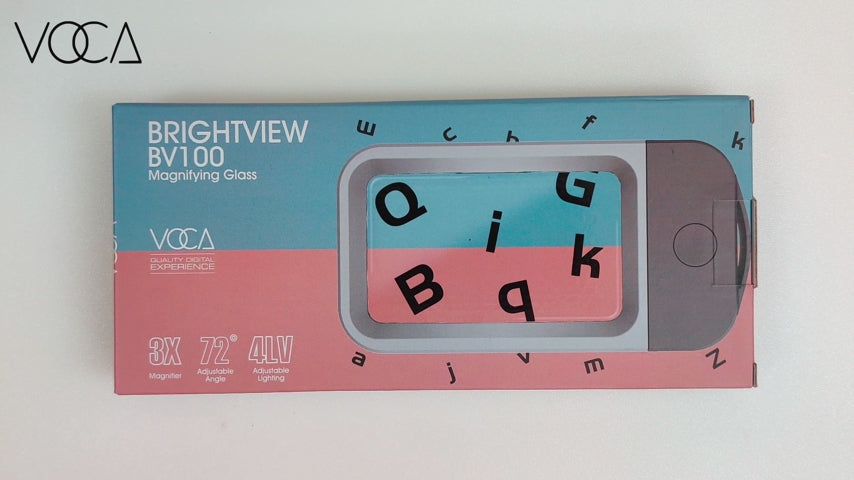 VOCA
BRIGHTVIEW
BV100
Magnifying Glass
VOCA
QUALITY DIGITAL
EXPERIENCE
3X
Magnifier
72°
Adjustable
Angle
4LV
Adjustable
Lighting
E c h f k
Q G
i
k
B q
a j v m Z